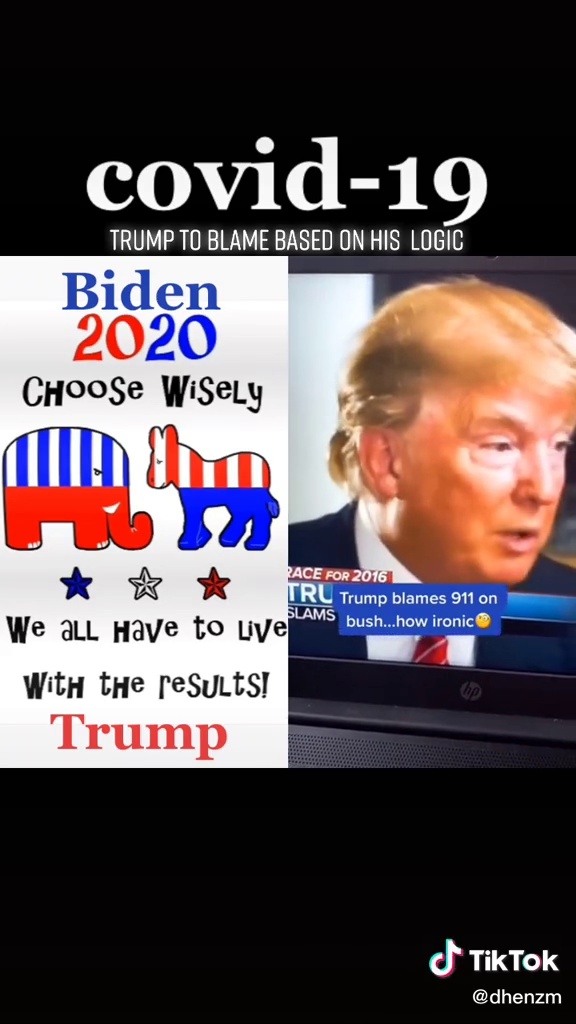 covid-19
TRUMP TO BLAME BASED ON HIS LOGIC
Biden
2020
CHOOSE WISELY
We all have to live
With the results!
Trump
RACE FOR 2016
TRU
SLAMS
Trump blames 911 on
bush...how ironic🧐
hp
TikTok
@dhenzm